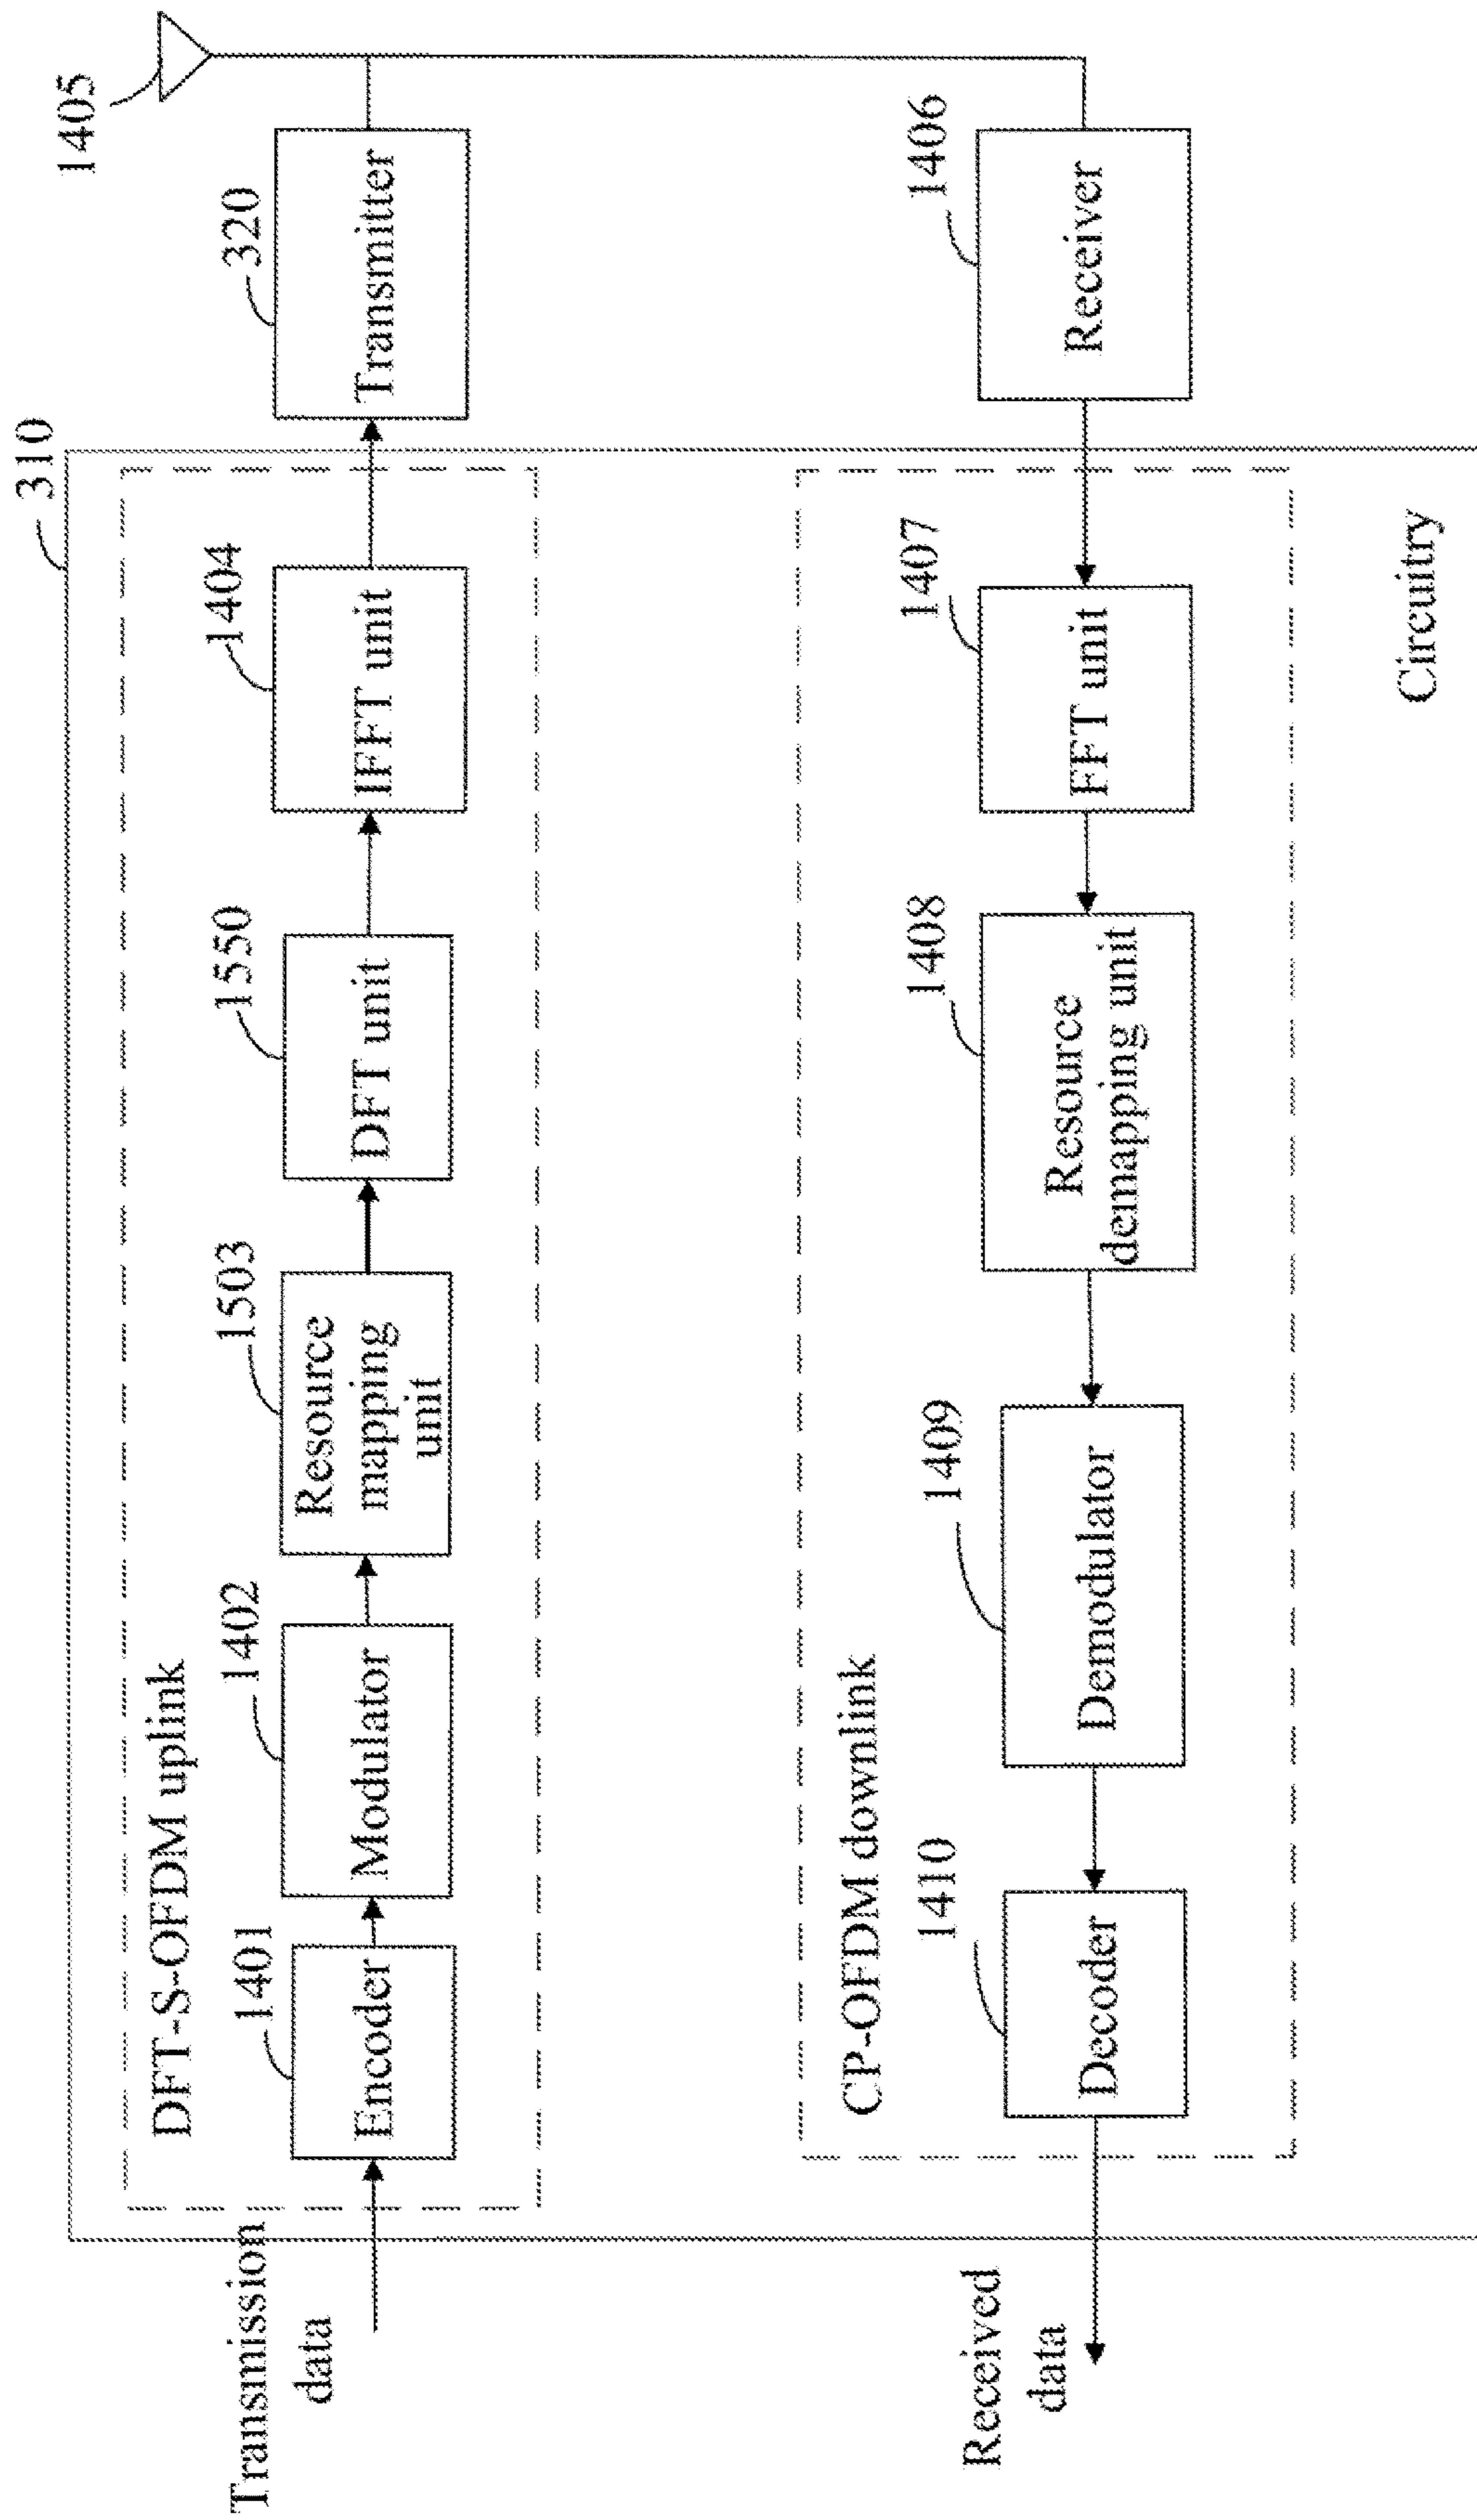 310
1405
DFT-S-OFDM uplink
Transmission
data
1401
Encoder
1402
Modulator
1503
Resource
mapping
unit
1550
DFT unit
1404
IFFT unit
320
Transmitter
CP-OFDM downlink
Received
data
1410
Decoder
1409
Demodulator
1408
Resource
demapping unit
1407
FFT unit
1406
Receiver
Circuitry